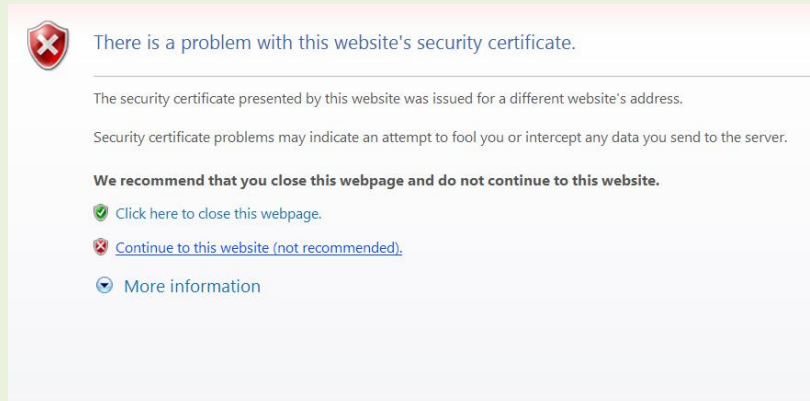 There is a problem with this website's security certificate.
The security certificate presented by this website was issued for a different website's address.
Security certificate problems may indicate an attempt to fool you or intercept any data you send to the server.
We recommend that you close this webpage and do not continue to this website.
Click here to close this webpage.
Continue to this website (not recommended).
More information